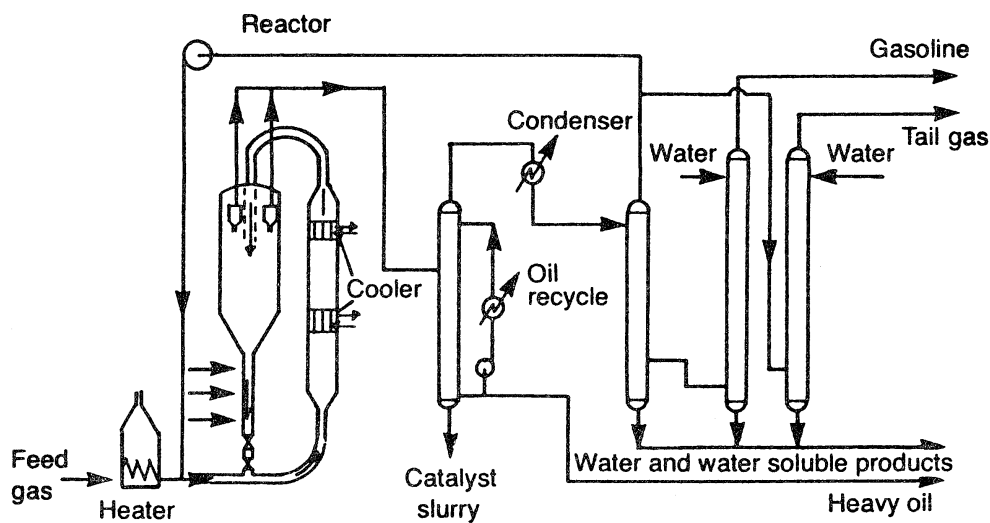 Reactor
Gasoline
Tail gas
Condenser
Water
Water
Cooler
Oil
recycle
Feed
gas
Heater
Catalyst
slurry
Water and water soluble products
Heavy oil